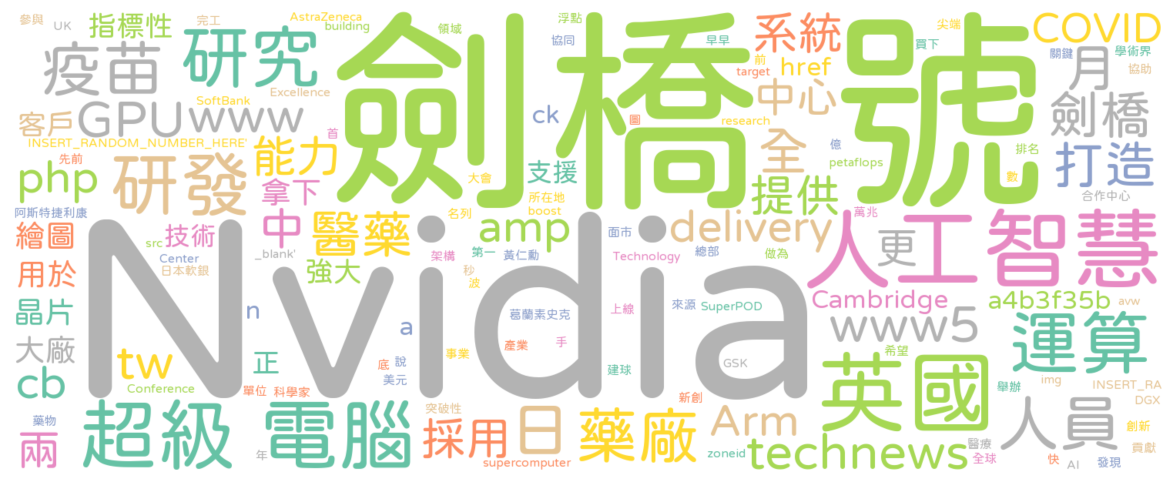 參與
UK
指標性
完工
AstraZeneca
building
領域
浮點
協同
早早
系統
尖端
買下
COVID
疫苗
研究
劍橋號
target
前
href
關鍵
學術界
協助
月
Excellence
SoftBank
GPU
www
ck
中心
客戶
INSERT_RANDOM_NUMBER_HERE'
首
圖
research
億
petaflops
排名
劍橋
先前
能力
全
打造
php
研發
拿下
大會
支援
提供
數
合作中心
阿斯特捷利康
名列
所在地
boost
萬兆
繪圖
src
技術
中
醫藥
amp
delivery
人工智慧
更
Center
_blank'
架構
第一
黃仁勳
面市
總部
做為
用於
日本軟銀
強大
秒
波
Technology
Nvidia
Cambridge
a4b3f35b
avw
晶片
n
a
葛蘭素史克
上線
來源
SuperPOD
www5
運算
大廠
tw
正
底
說
事業
產業
手
GSK
希望
cb
Conference
單位
科學家
美元
建球
英國
舉辦
img
INSERT_RA
DGX
藥物
兩
超級
電腦
突破性
採用
日
藥廠
新創
Arm
人員
創新
貢獻
年
supercomputer
zoneid
technews
醫療
全球
快
AI
發現